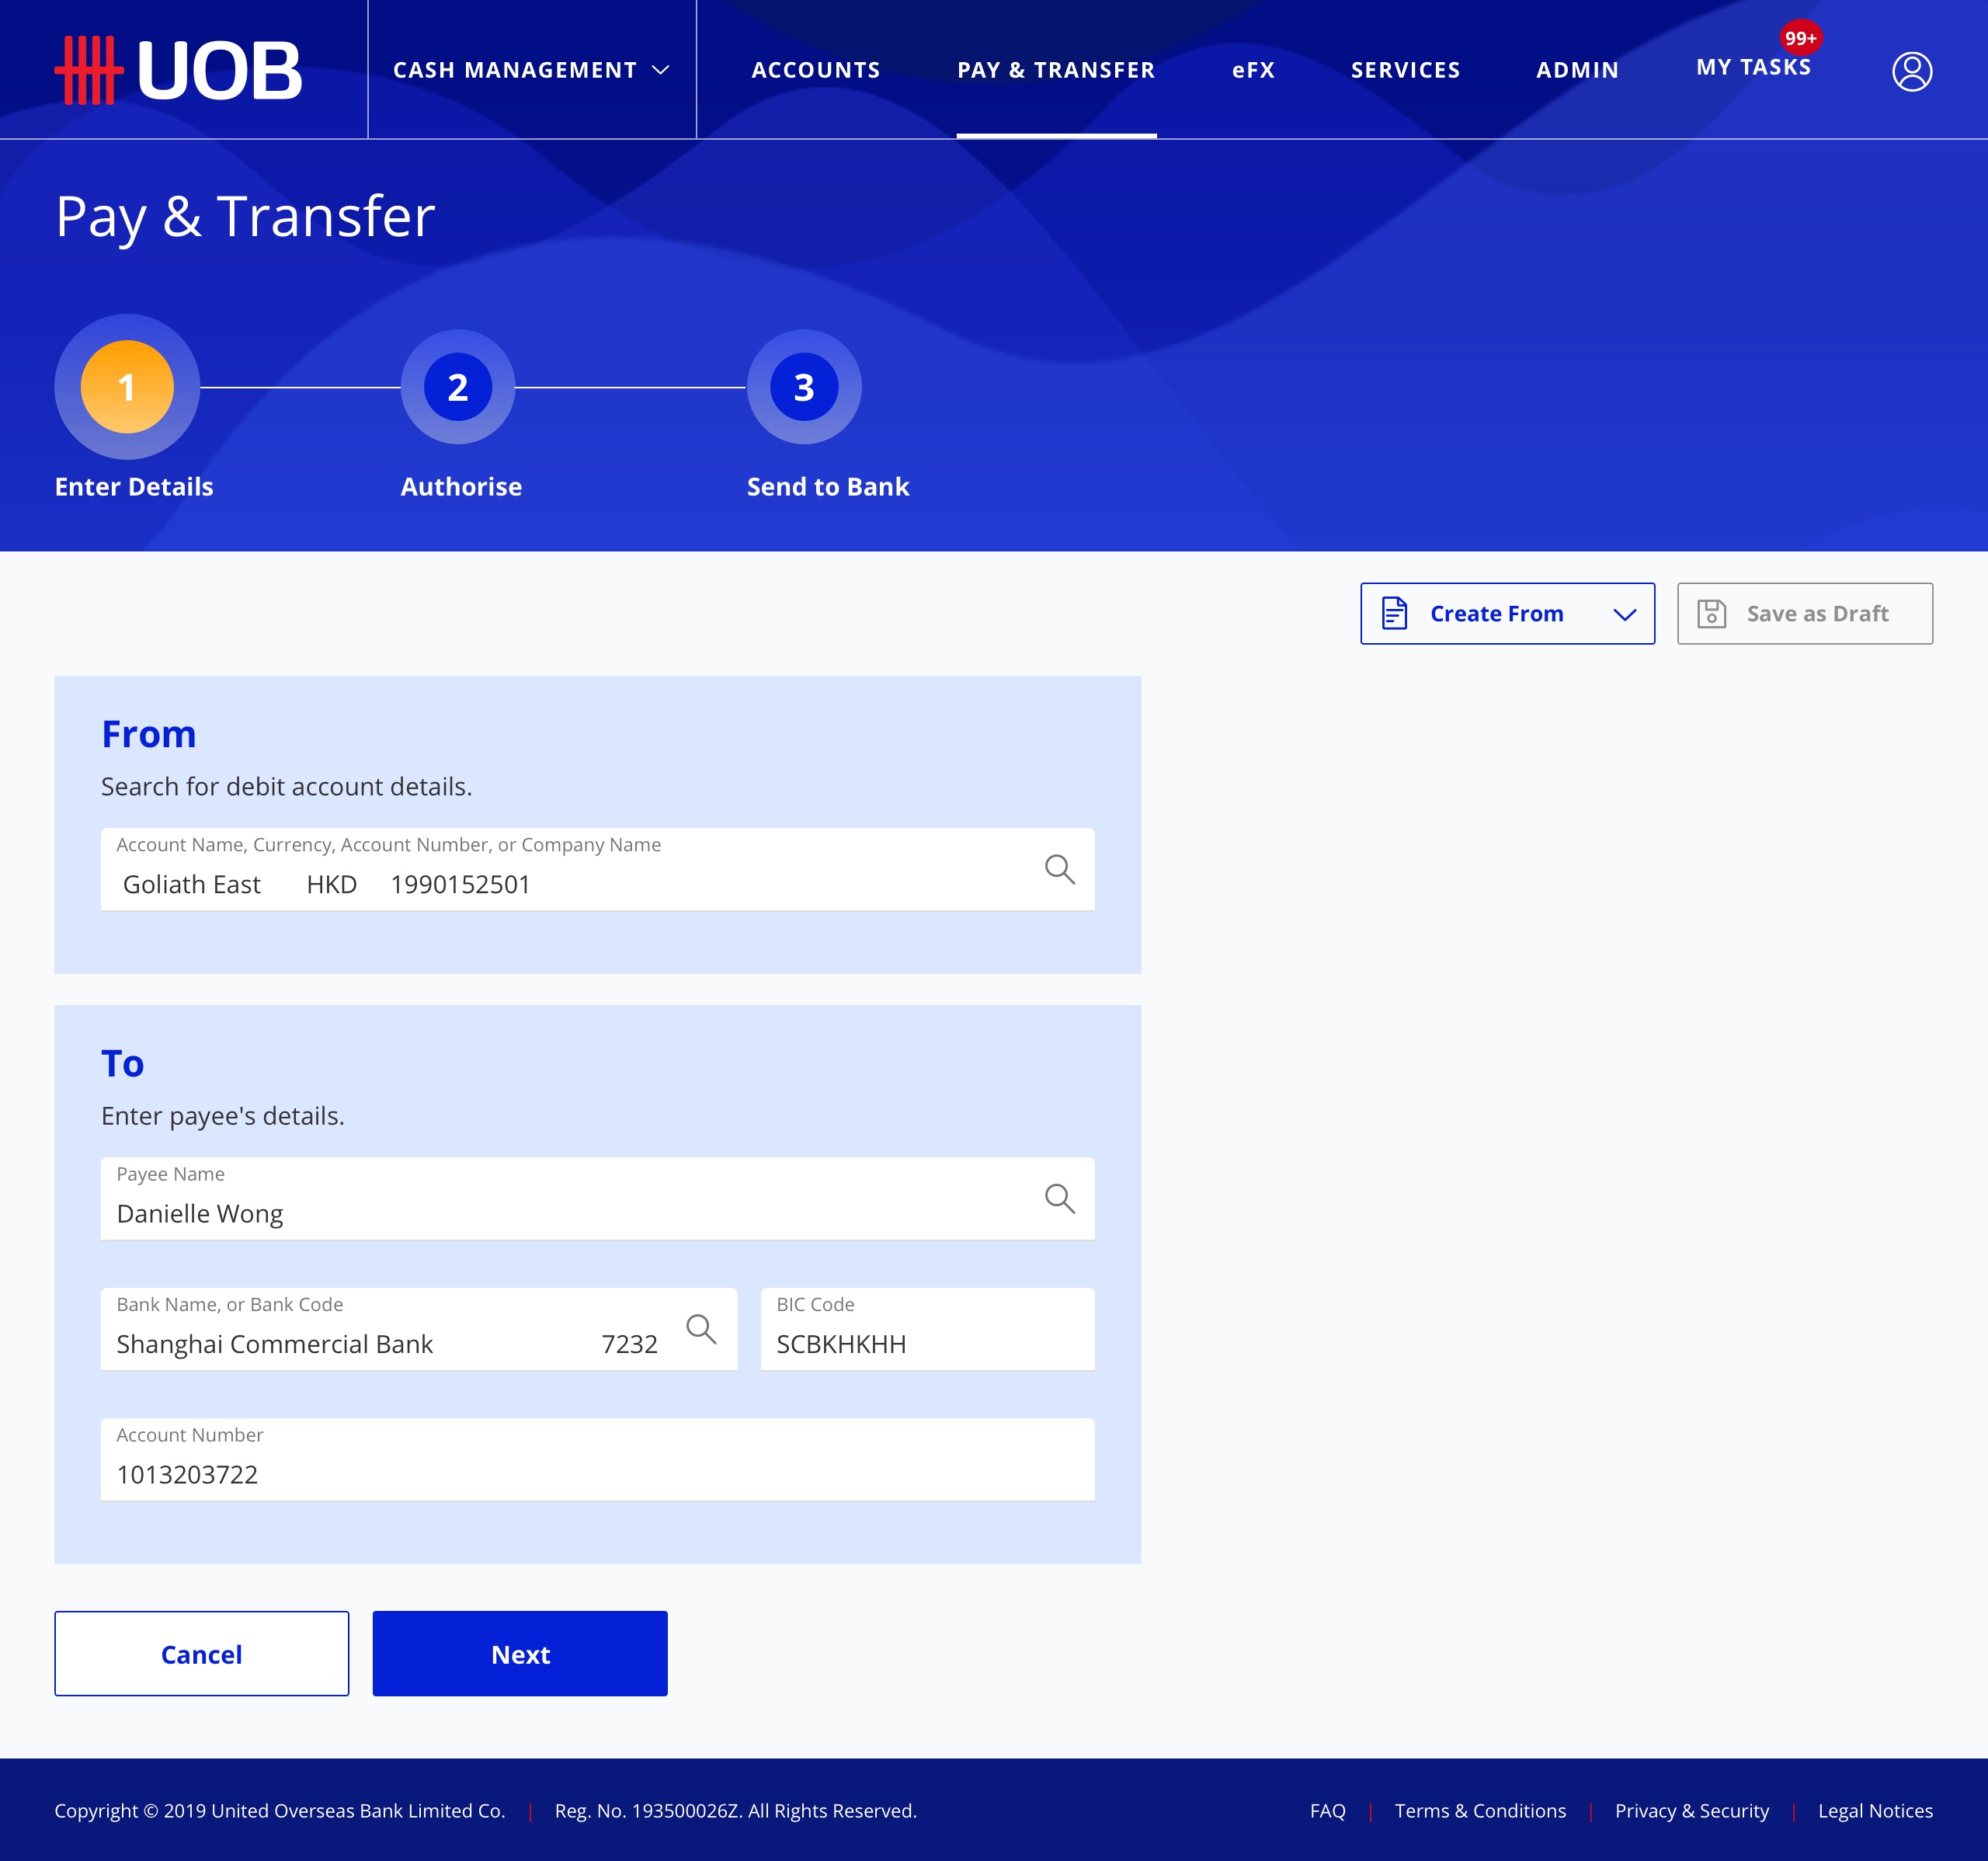 UOB
CASH MANAGEMENT
ACCOUNTS
PAY & TRANSFER
eFX
SERVICES
ADMIN
MY TASKS
99+
Pay & Transfer
1
2
3
Enter Details
Authorise
Send to Bank
Create From
Save as Draft
From
Search for debit account details.
Account Name, Currency, Account Number, or Company Name
Goliath East HKD 1990152501
To
Enter payee's details.
Payee Name
Danielle Wong
Bank Name, or Bank Code
Shanghai Commercial Bank 7232
BIC Code
SCBKHKHH
Account Number
1013203722
Cancel
Next
Copyright © 2019 United Overseas Bank Limited Co. | Reg. No. 193500026Z. All Rights Reserved.
FAQ | Terms & Conditions | Privacy & Security | Legal Notices